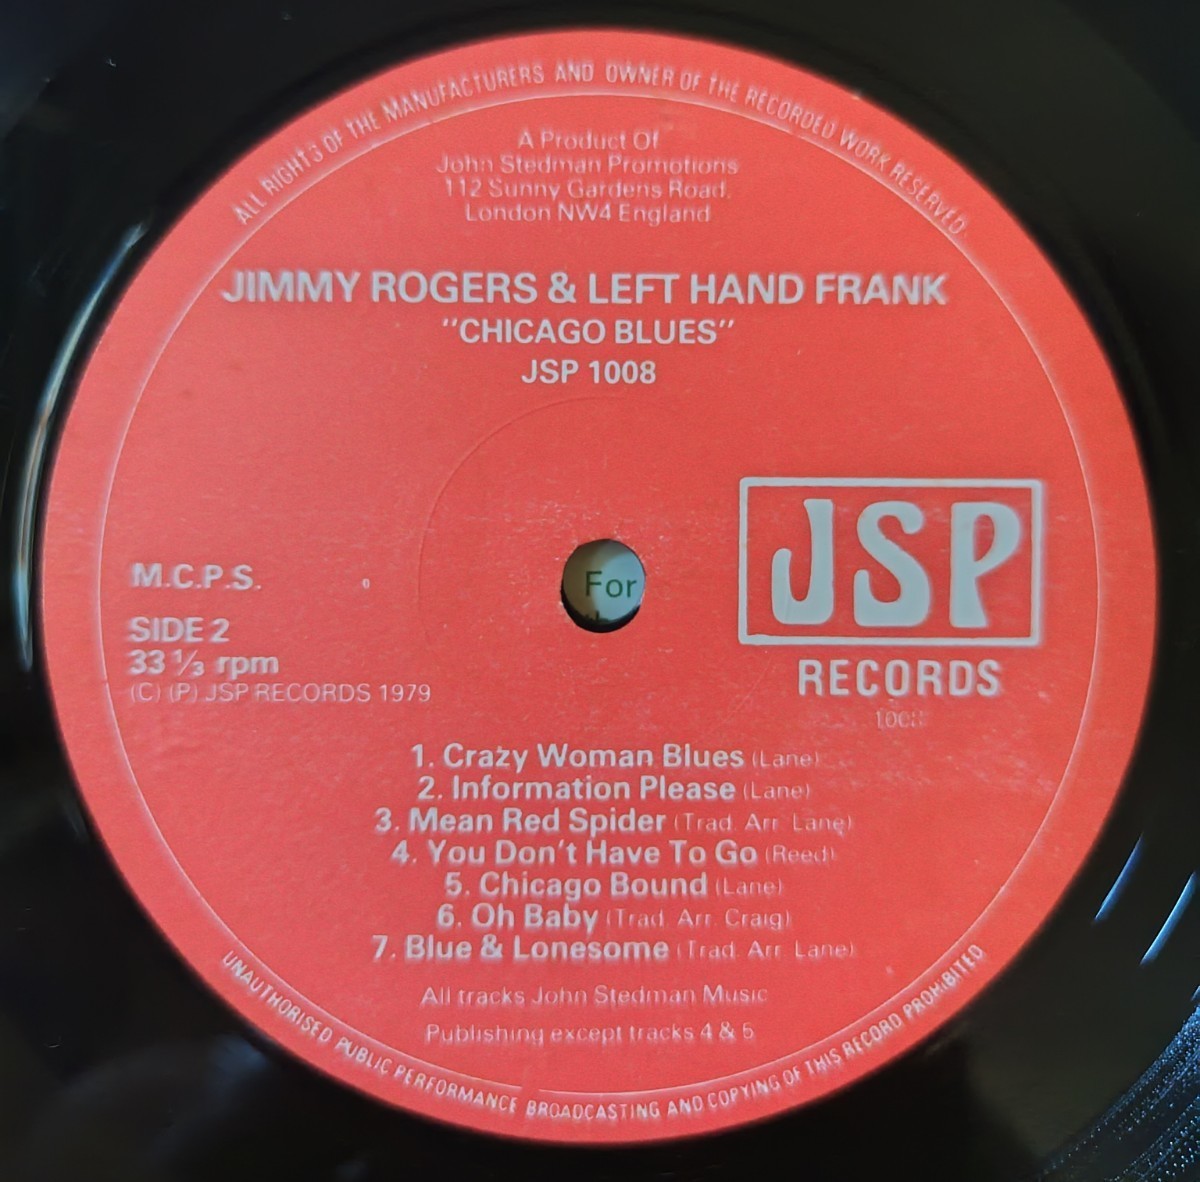 ALL RIGHTS OF THE MANUFACTURERS AND OWNER OF THE RECORDED WORK RESERVED.
A Product Of
John Stedman Promotions
112 Sunny Gardens Road.
London NW4 England
JIMMY ROGERS & LEFT HAND FRANK
"CHICAGO BLUES"
JSP 1008
JSP
RECORDS
1008
M.C.P.S.
SIDE 2
33 ⅓ rpm
(C) (P) JSP RECORDS 1979
For
1. Crazy Woman Blues (Lane)
2. Information Please (Lane)
3. Mean Red Spider (Trad. Arr. Lane)
4. You Don't Have To Go (Reed)
5. Chicago Bound (Lane)
6. Oh Baby (Trad. Arr. Craig)
7. Blue & Lonesome (Trad. Arr. Lane)
All tracks John Stedman Music
Publishing except tracks 4 & 5
UNAUTHORISED PUBLIC PERFORMANCE BROADCASTING AND COPYING OF THIS RECORD PROHIBITED